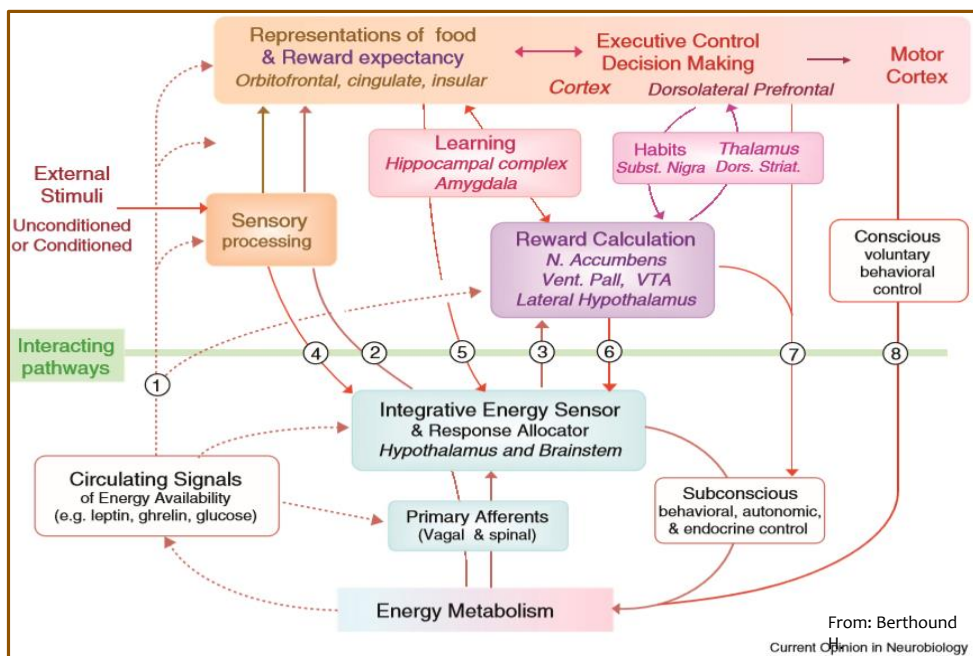 Representations of food
& Reward expectancy
Orbitofrontal, cingulate, insular
Executive Control
Decision Making
Cortex
Dorsolateral Prefrontal
Motor
Cortex
Learning
Hippocampal complex
Amygdala
Habits
Subst. Nigra
Thalamus
Dors. Striat.
External
Stimuli
Unconditioned
or Conditioned
Sensory
processing
Reward Calculation
N. Accumbens
Vent. Pall, VTA
Lateral Hypothalamus
Conscious
voluntary
behavioral
control
Interacting
pathways
1
4
2
5
3
6
7
8
Integrative Energy Sensor
& Response Allocator
Hypothalamus and Brainstem
Circulating Signals
of Energy Availability
(e.g. leptin, ghrelin, glucose)
Primary Afferents
(Vagal & spinal)
Subconscious
behavioral, autonomic,
& endocrine control
Energy Metabolism
From: Berthound
H.
Current Opinion in Neurobiology